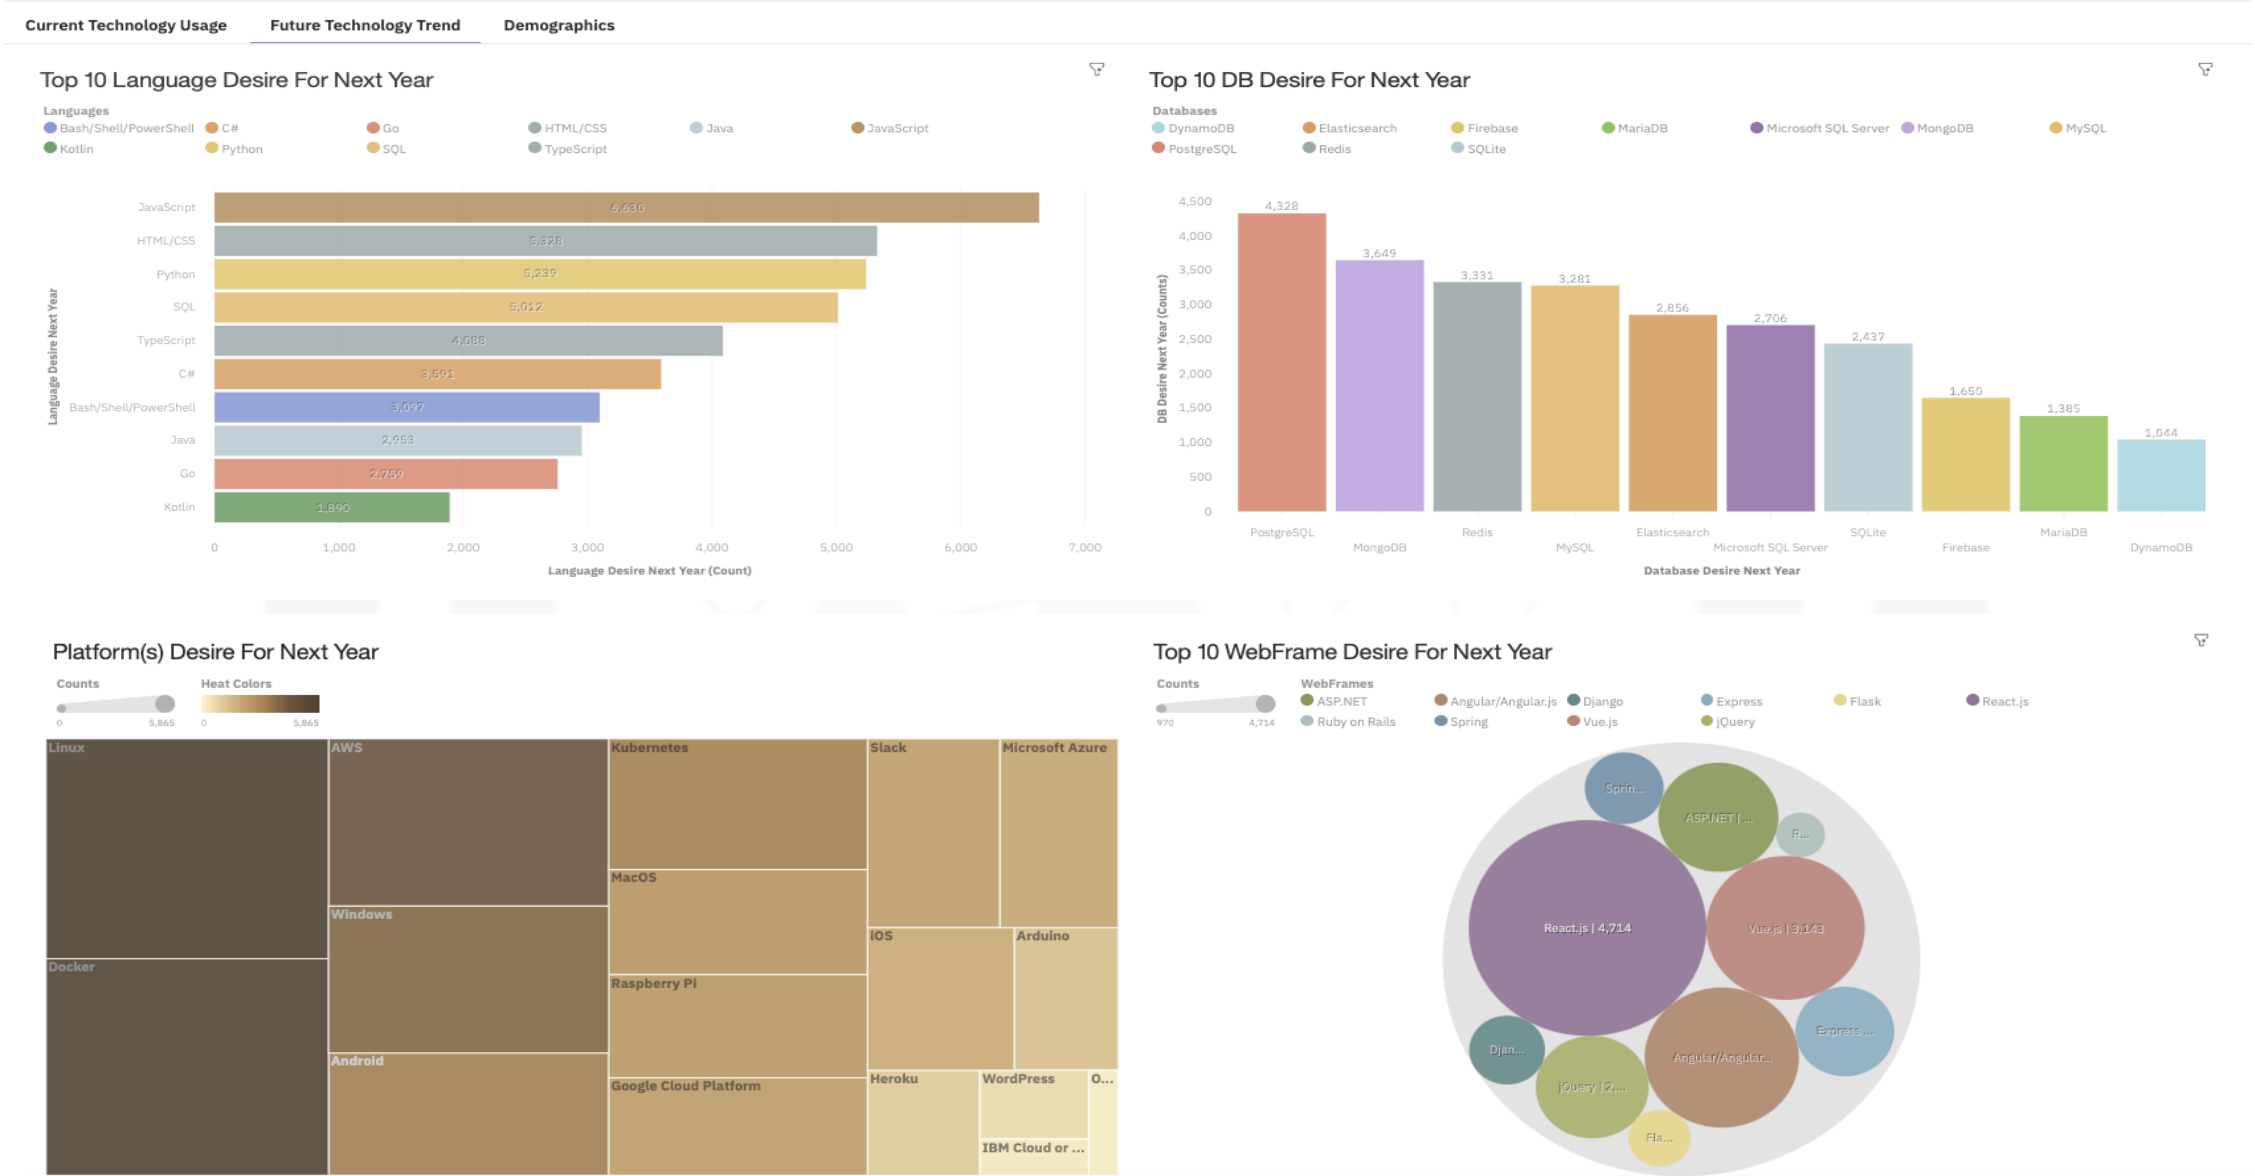 Current Technology Usage Future Technology Trend Demographics
Top 10 Language Desire For Next Year
Languages
Bash/Shell/PowerShell C# Go HTML/CSS Java JavaScript
Kotlin Python SQL TypeScript
Language Desire Next Year
JavaScript 6,630
HTML/CSS 5,328
Python 5,239
SQL 5,012
TypeScript 4,088
C# 3,591
Bash/Shell/PowerShell 3,097
Java 2,953
Go 2,759
Kotlin 1,890
0 1,000 2,000 3,000 4,000 5,000 6,000 7,000
Language Desire Next Year (Count)
Top 10 DB Desire For Next Year
Databases
DynamoDB Elasticsearch Firebase MariaDB Microsoft SQL Server MongoDB MySQL
PostgreSQL Redis SQLite
DB Desire Next Year (Counts)
4,500
4,000
3,500
3,000
2,500
2,000
1,500
1,000
500
0
4,328 3,649 3,331 3,281 2,856 2,706 2,437 1,650 1,385 1,044
PostgreSQL MongoDB Redis MySQL Elasticsearch Microsoft SQL Server SQLite Firebase MariaDB DynamoDB
Database Desire Next Year
Platform(s) Desire For Next Year
Counts
0 5,865
Heat Colors
0 5,865
Linux
Docker
AWS
Windows
Android
Kubernetes
MacOS
Raspberry Pi
Google Cloud Platform
Slack
Microsoft Azure
iOS
Arduino
Heroku
WordPress
O...
IBM Cloud or ...
Top 10 WebFrame Desire For Next Year
Counts
970 4,714
WebFrames
ASP.NET Angular/Angular.js Django Express Flask React.js
Ruby on Rails Spring Vue.js jQuery
Sprin...
ASP.NET | ...
R...
React.js | 4,714
Vue.js | 3,143
Express ...
Djan...
Angular/Angular...
jQuery | 2,...
Fla...